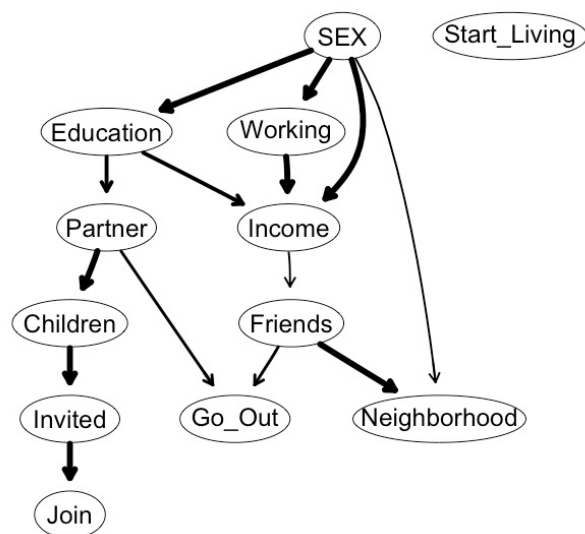 SEX
Start_Living
Education
Working
Partner
Income
Children
Friends
Invited
Go_Out
Neighborhood
Join